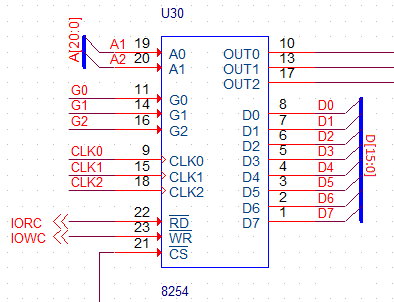 U30
A[20:0]
A1 19 A0 OUT0 10
A2 20 A1 OUT1 13
OUT2 17
G0 11 G0
G1 14 G1
G2 16 G2
D0 8 D0
D1 7 D1
D2 6 D2
CLK0 9 CLK0 D3 5 D3
CLK1 15 CLK1 D4 4 D4
CLK2 18 CLK2 D5 3 D5
D6 2 D6
D7 1 D7
D[15:0]
IORC 22 RD
IOWC 23 WR
21 CS
8254